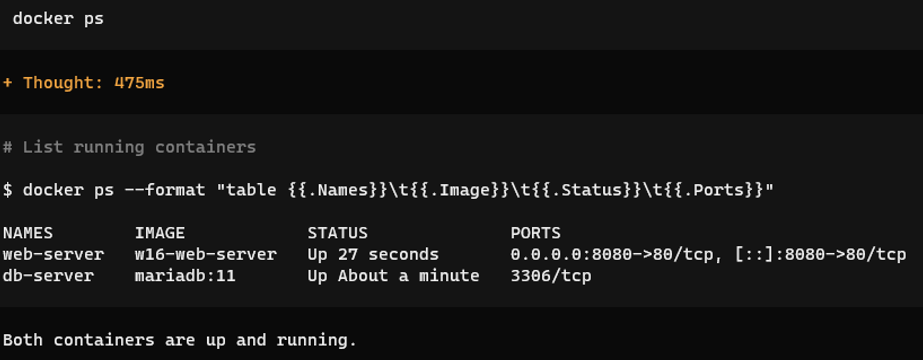 docker ps
+ Thought: 475ms
# List running containers
$ docker ps --format "table {{.Names}}\t{{.Image}}\t{{.Status}}\t{{.Ports}}"
NAMES IMAGE STATUS PORTS
web-server w16-web-server Up 27 seconds 0.0.0.0:8080->80/tcp, [::]:8080->80/tcp
db-server mariadb:11 Up About a minute 3306/tcp
Both containers are up and running.